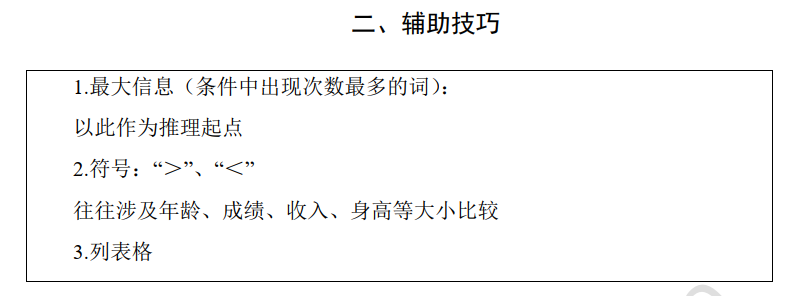 二、辅助技巧
1.最大信息（条件中出现次数最多的词）：
以此作为推理起点
2.符号：“＞”、“＜”
往往涉及年龄、成绩、收入、身高等大小比较
3.列表格